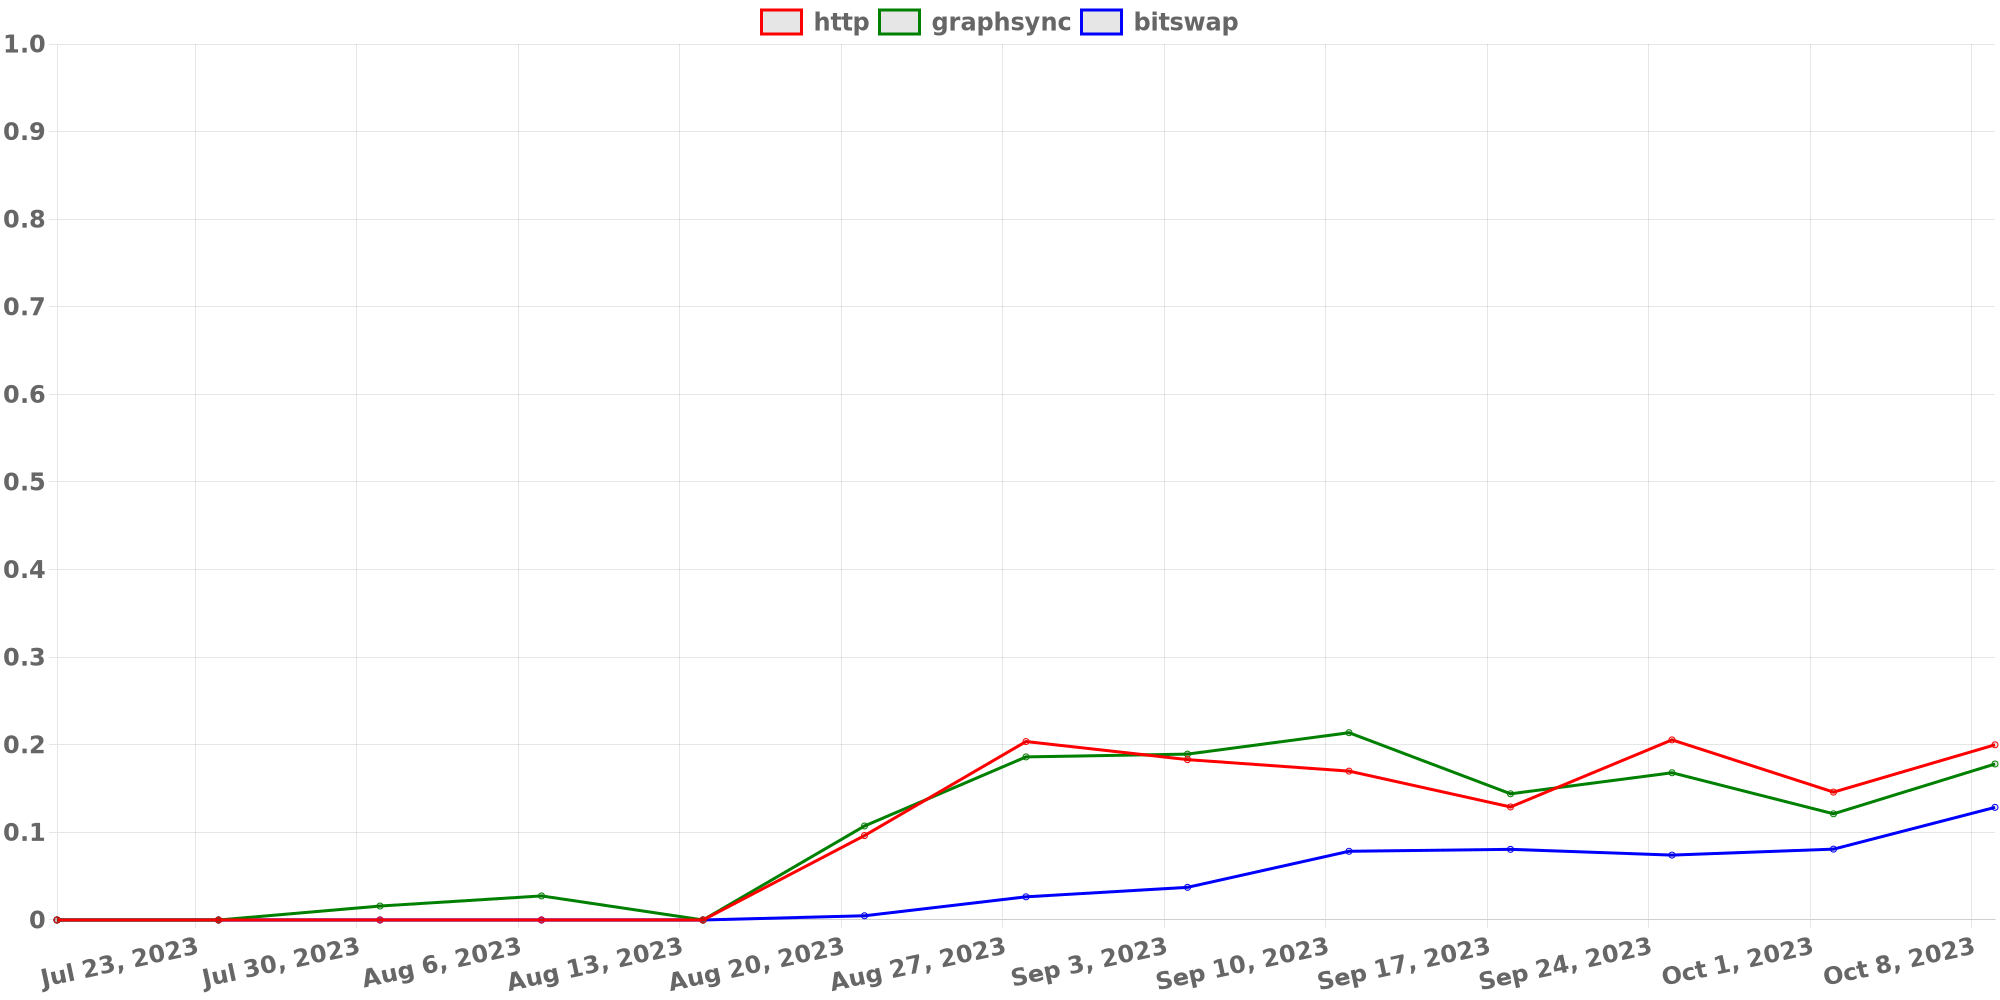 http graphsync bitswap
1.0
0.9
0.8
0.7
0.6
0.5
0.4
0.3
0.2
0.1
0
Jul 23, 2023
Jul 30, 2023
Aug 6, 2023
Aug 13, 2023
Aug 20, 2023
Aug 27, 2023
Sep 3, 2023
Sep 10, 2023
Sep 17, 2023
Sep 24, 2023
Oct 1, 2023
Oct 8, 2023